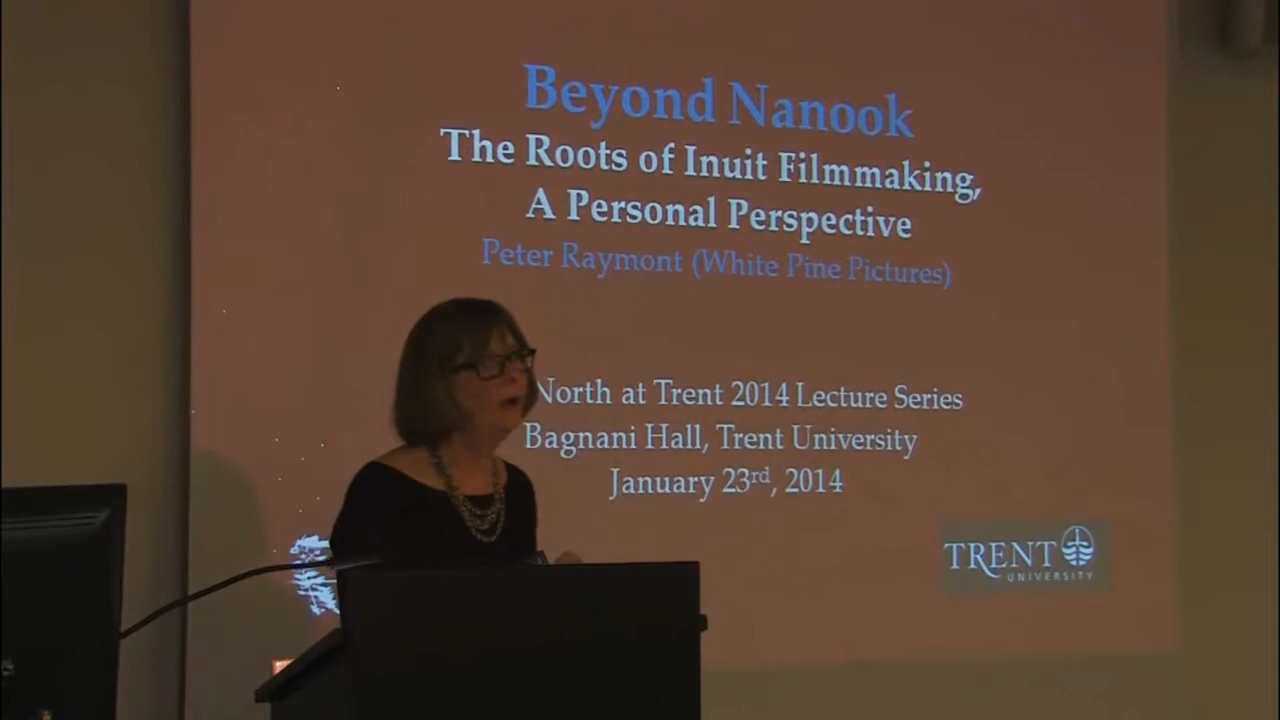 Beyond Nanook
The Roots of Inuit Filmmaking,
A Personal Perspective
Peter Raymont (White Pine Pictures)
North at Trent 2014 Lecture Series
Bagnani Hall, Trent University
January 23rd, 2014
TRENT
UNIVERSITY